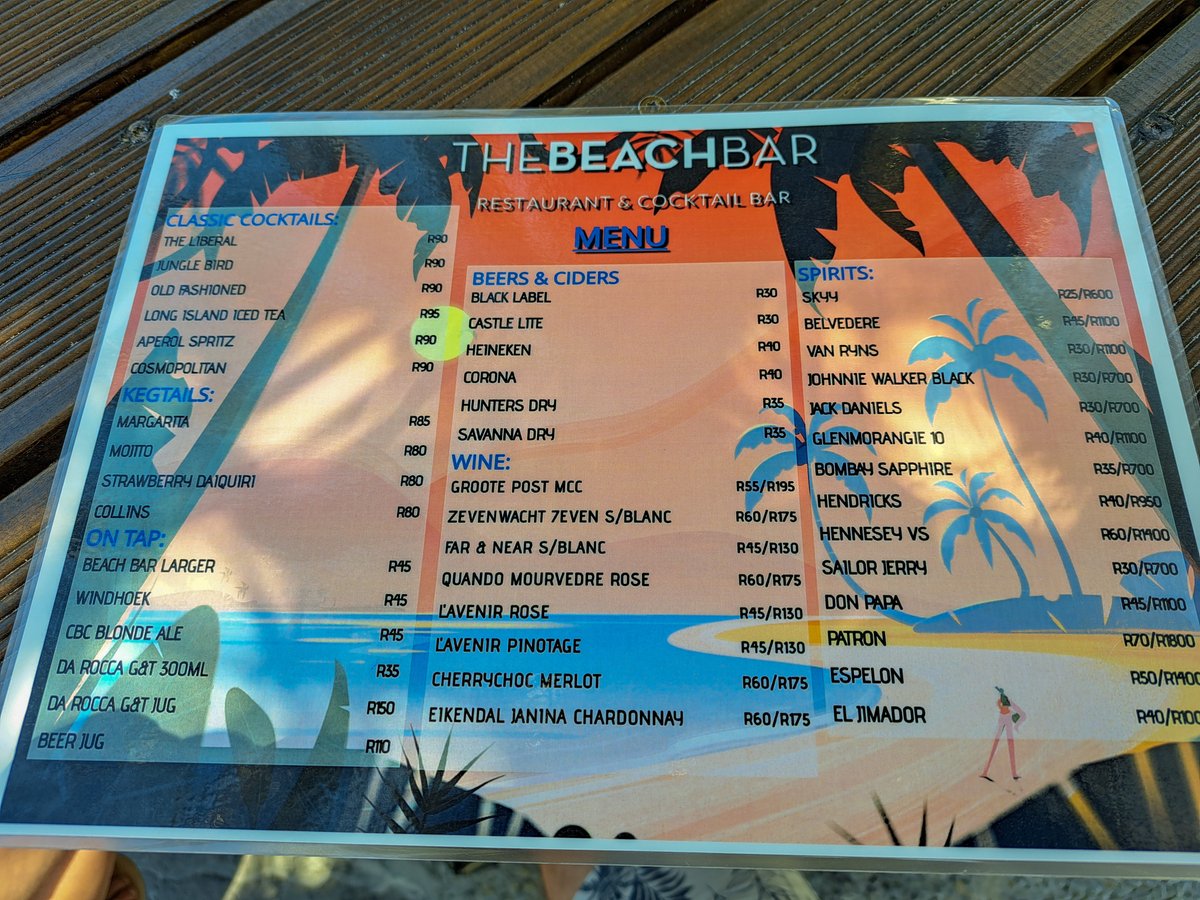 THEBEACHBAR
RESTAURANT & COCKTAIL BAR
MENU
CLASSIC COCKTAILS:
THE LIBERAL R90
JUNGLE BIRD R90
OLD FASHIONED R90
LONG ISLAND ICED TEA R95
APEROL SPRITZ R90
COSMOPOLITAN R90
KEGTAILS:
MARGARITA R85
MOJITO R80
STRAWBERRY DAIQUIRI R80
COLLINS R80
ON TAP:
BEACH BAR LARGER R45
WINDHOEK R45
CBC BLONDE ALE R45
DA ROCCA G&T 300ML R35
DA ROCCA G&T JUG R150
BEER JUG R110
BEERS & CIDERS
BLACK LABEL R30
CASTLE LITE R30
HEINEKEN R40
CORONA R40
HUNTERS DRY R35
SAVANNA DRY R35
WINE:
GROOTE POST MCC R55/R195
ZEVENWACHT 7EVEN S/BLANC R60/R175
FAR & NEAR S/BLANC R45/R130
QUANDO MOURVEDRE ROSE R60/R175
L'AVENIR ROSE R45/R130
L'AVENIR PINOTAGE R45/R130
CHERRYCHOC MERLOT R60/R175
EIKENDAL JANINA CHARDONNAY R60/R175
SPIRITS:
SKYY R25/R600
BELVEDERE R45/R1100
VAN RYNS R30/R1100
JOHNNIE WALKER BLACK R30/R700
JACK DANIELS R30/R700
GLENMORANGIE 10 R40/R1100
BOMBAY SAPPHIRE R35/R700
HENDRICKS R40/R950
HENNESEY VS R60/R1400
SAILOR JERRY R30/R700
DON PAPA R45/R1100
PATRON R70/R1800
ESPELON R50/R1400
EL JIMADOR